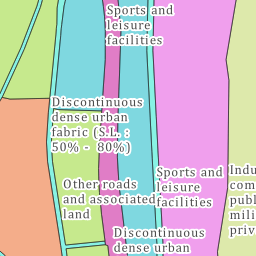 Sports and
leisure
facilities
Discontinuous
dense urban
fabric (S.L. :
50% - 80%)
Sports and
leisure
facilities
Other roads
and associated
land
Indu
com
publ
mili
priv
Discontinuous
dense urban